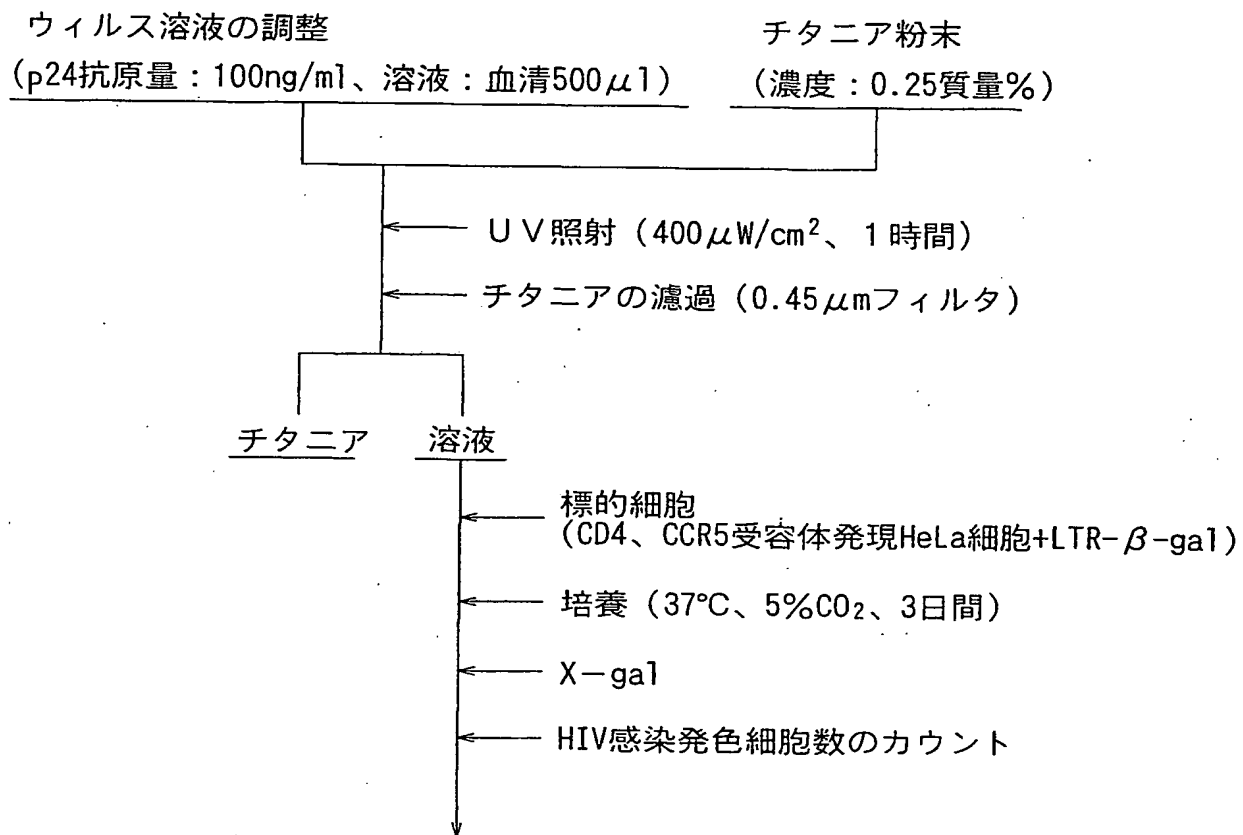 ウィルス溶液の調整
(p24抗原量：100ng/ml、溶液：血清500μl)
チタニア粉末
(濃度：0.25質量%)
UV照射 (400μW/cm²、1時間)
チタニアの濾過 (0.45μmフィルタ)
チタニア
溶液
標的細胞
(CD4、CCR5受容体発現HeLa細胞+LTR-β-gal)
培養 (37℃、5%CO₂、3日間)
X-gal
HIV感染発色細胞数のカウント